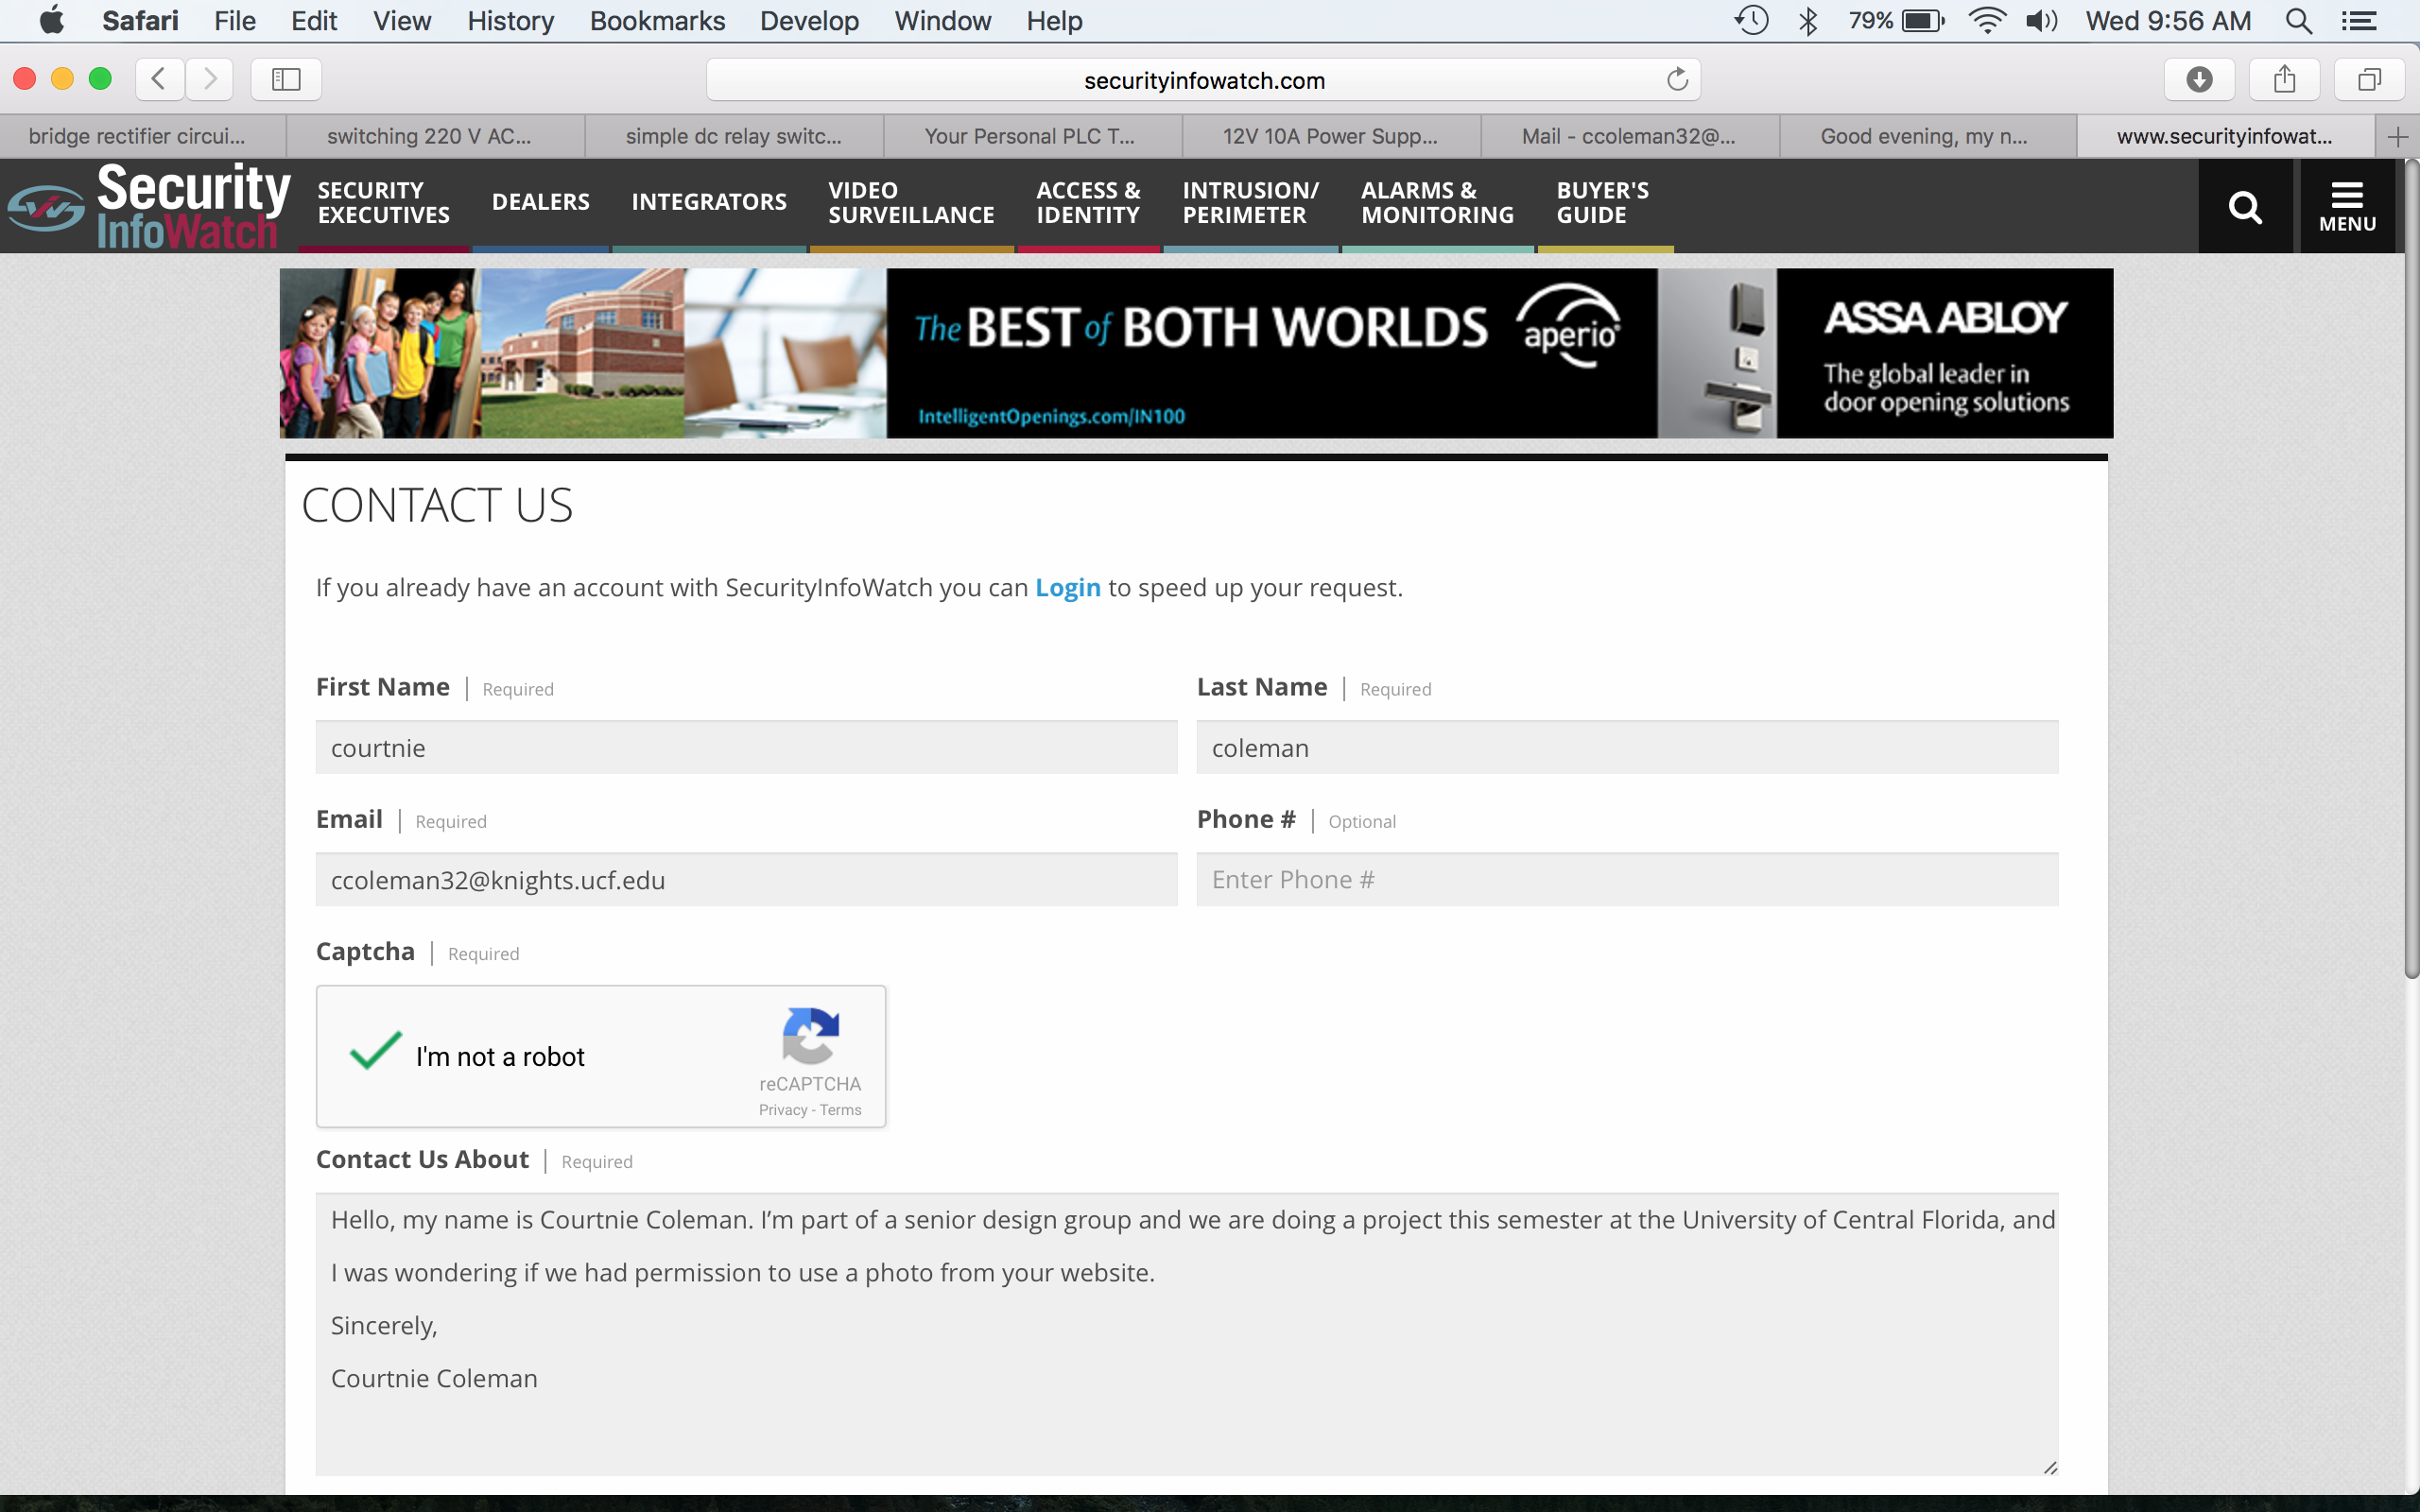 Safari File Edit View History Bookmarks Develop Window Help 79% Wed 9:56 AM
securityinfowatch.com
bridge rectifier circui... switching 220 V AC... simple dc relay switc... Your Personal PLC T... 12V 10A Power Supp... Mail - ccoleman32@... Good evening, my n... www.securityinfowat... +
Security
InfoWatch
SECURITY
EXECUTIVES
DEALERS
INTEGRATORS
VIDEO
SURVEILLANCE
ACCESS &
IDENTITY
INTRUSION/
PERIMETER
ALARMS &
MONITORING
BUYER'S
GUIDE
MENU
The BEST of BOTH WORLDS
aperio
IntelligentOpenings.com/IN100
ASSA ABLOY
The global leader in
door opening solutions
CONTACT US
If you already have an account with SecurityInfoWatch you can Login to speed up your request.
First Name | Required
Last Name | Required
courtnie
coleman
Email | Required
Phone # | Optional
ccoleman32@knights.ucf.edu
Enter Phone #
Captcha | Required
I'm not a robot
reCAPTCHA
Privacy - Terms
Contact Us About | Required
Hello, my name is Courtnie Coleman. I’m part of a senior design group and we are doing a project this semester at the University of Central Florida, and
I was wondering if we had permission to use a photo from your website.
Sincerely,
Courtnie Coleman